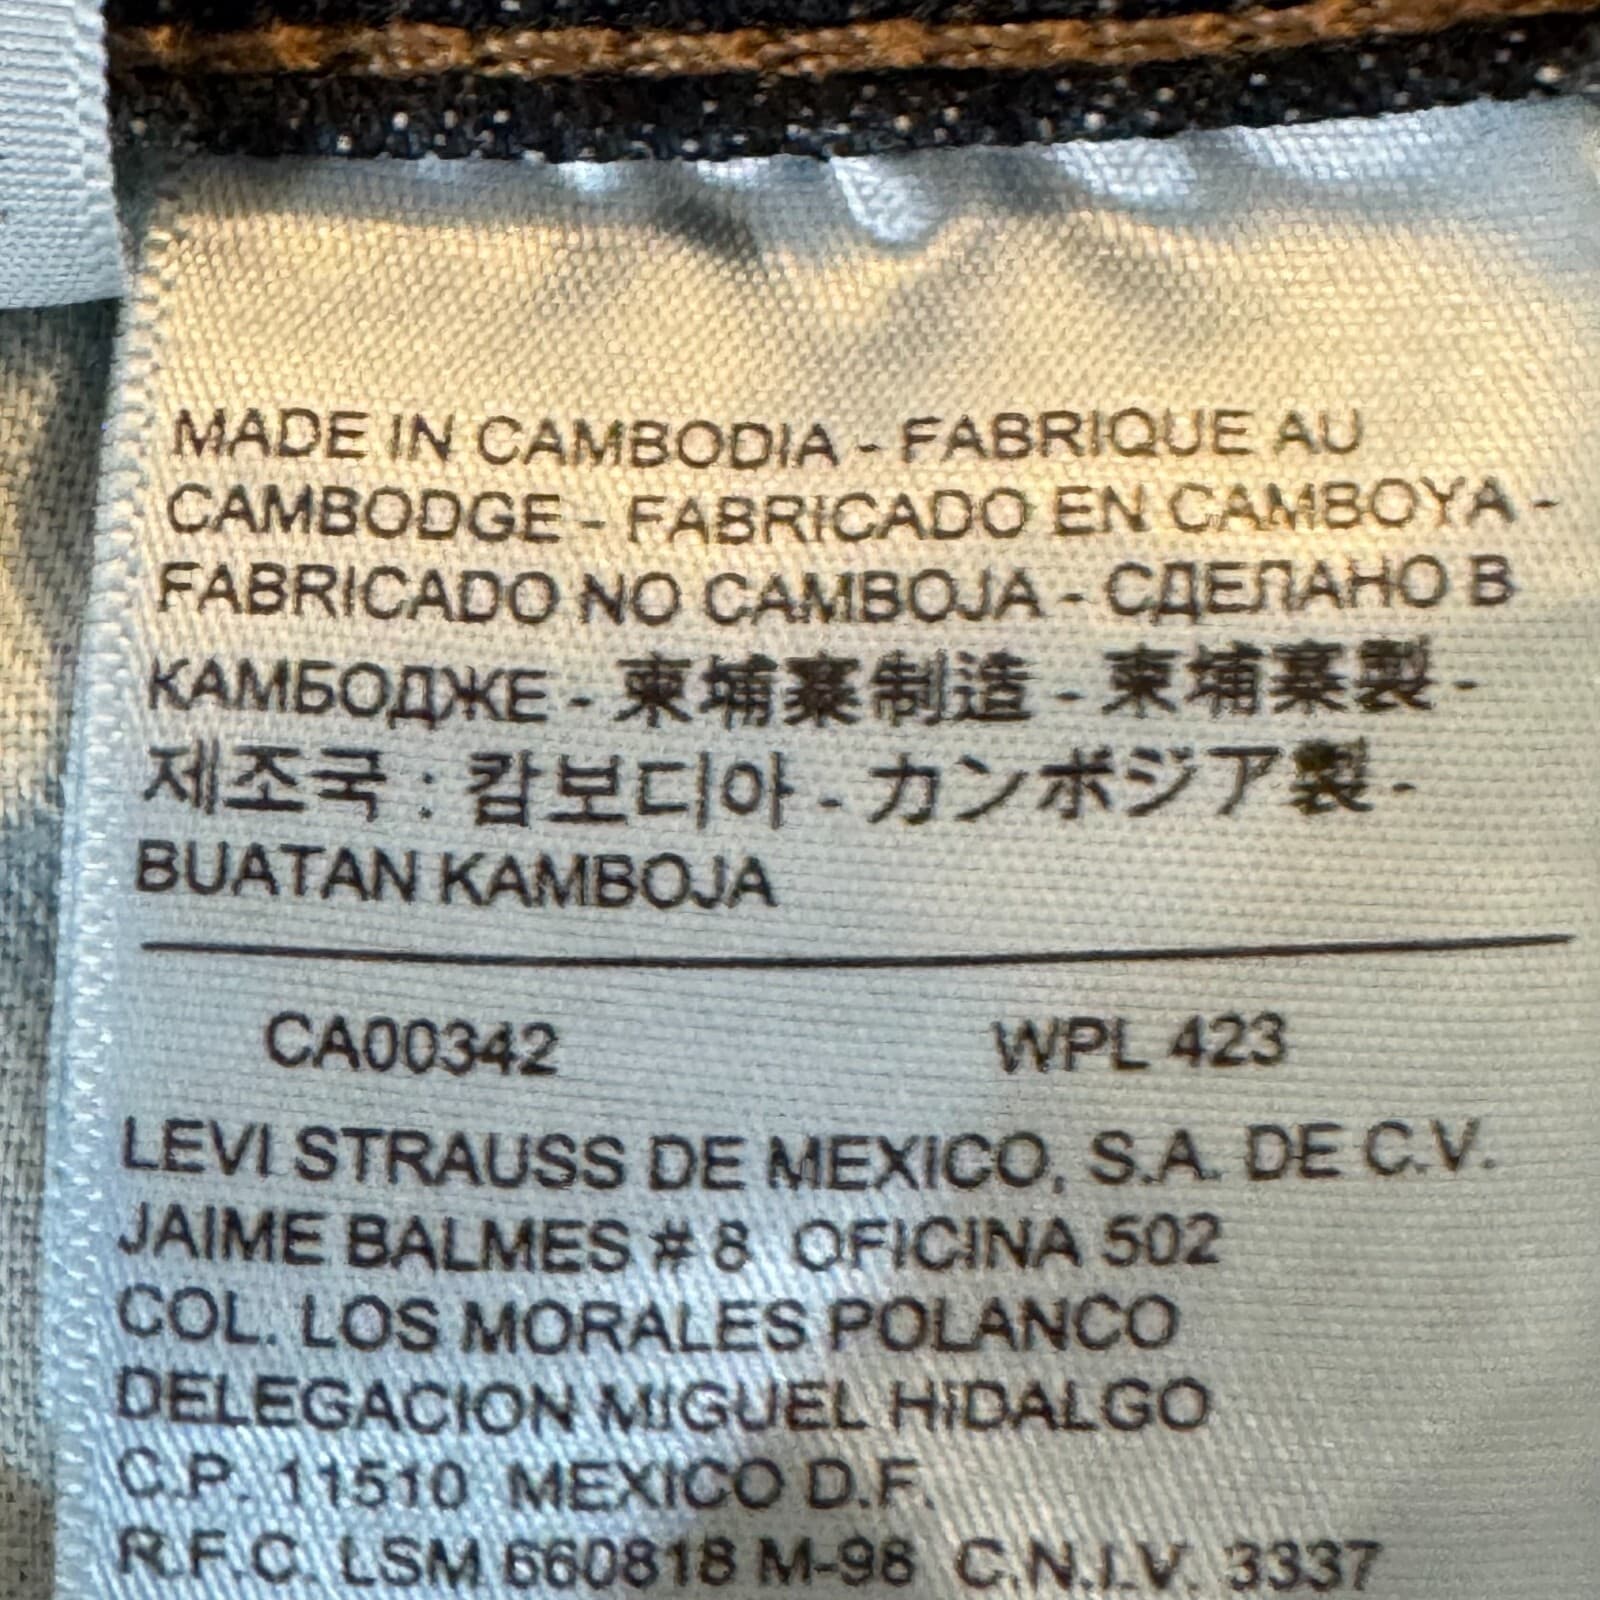 MADE IN CAMBODIA - FABRIQUE AU
CAMBODGE - FABRICADO EN CAMBOYA -
FABRICADO NO CAMBOJA - СДЕЛАНО В
КАМБОДЖЕ - 柬埔寨制造 - 柬埔寨製 -
제조국 : 캄보디아 - カンボジア製 -
BUATAN KAMBOJA
CA00342 WPL 423
LEVI STRAUSS DE MEXICO, S.A. DE C.V.
JAIME BALMES # 8 OFICINA 502
COL. LOS MORALES POLANCO
DELEGACION MIGUEL HIDALGO
C.P. 11510 MEXICO D.F.
R.F.C. LSM 660818 M-98 C.N.I.V. 3337